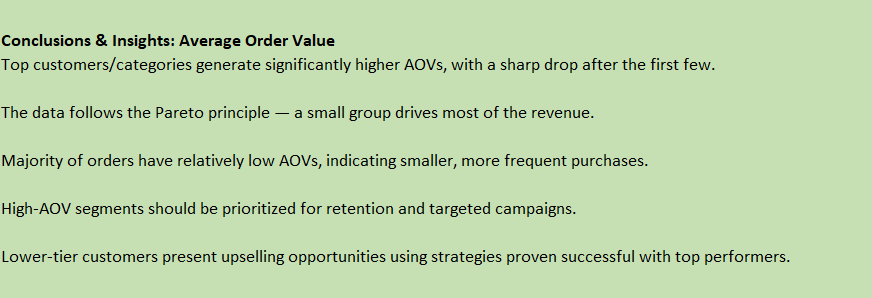 Conclusions & Insights: Average Order Value
Top customers/categories generate significantly higher AOVs, with a sharp drop after the first few.
The data follows the Pareto principle — a small group drives most of the revenue.
Majority of orders have relatively low AOVs, indicating smaller, more frequent purchases.
High-AOV segments should be prioritized for retention and targeted campaigns.
Lower-tier customers present upselling opportunities using strategies proven successful with top performers.